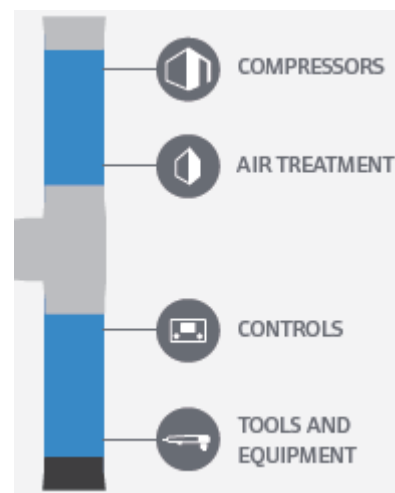 COMPRESSORS
AIR TREATMENT
CONTROLS
TOOLS AND
EQUIPMENT